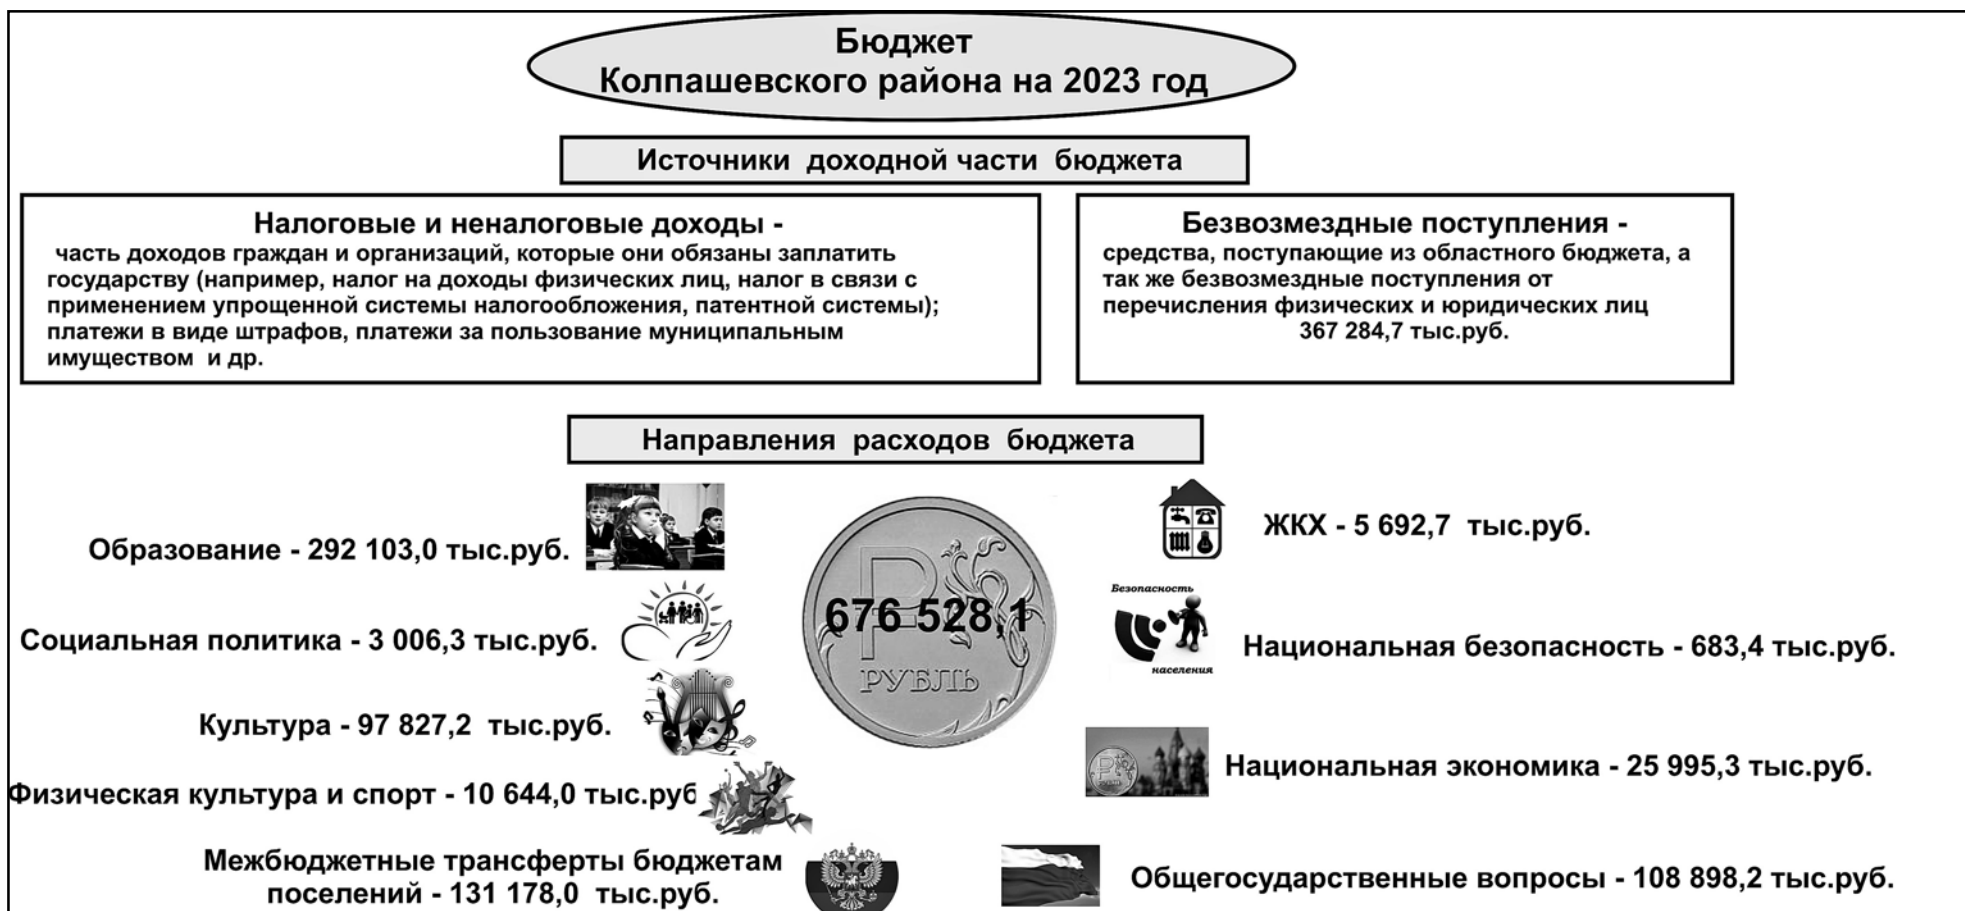 Бюджет
Колпашевского района на 2023 год
Источники доходной части бюджета
Налоговые и неналоговые доходы -
часть доходов граждан и организаций, которые они обязаны заплатить
государству (например, налог на доходы физических лиц, налог в связи с
применением упрощенной системы налогообложения, патентной системы);
платежи в виде штрафов, платежи за пользование муниципальным
имуществом и др.
Безвозмездные поступления -
средства, поступающие из областного бюджета, а
так же безвозмездные поступления от
перечисления физических и юридических лиц
367 284,7 тыс.руб.
Направления расходов бюджета
Образование - 292 103,0 тыс.руб.
Социальная политика - 3 006,3 тыс.руб.
Культура - 97 827,2 тыс.руб.
Физическая культура и спорт - 10 644,0 тыс.руб
Межбюджетные трансферты бюджетам
поселений - 131 178,0 тыс.руб.
676 528,1
РУБЛЬ
ЖКХ - 5 692,7 тыс.руб.
Безопасность
населения
Национальная безопасность - 683,4 тыс.руб.
Национальная экономика - 25 995,3 тыс.руб.
Общегосударственные вопросы - 108 898,2 тыс.руб.